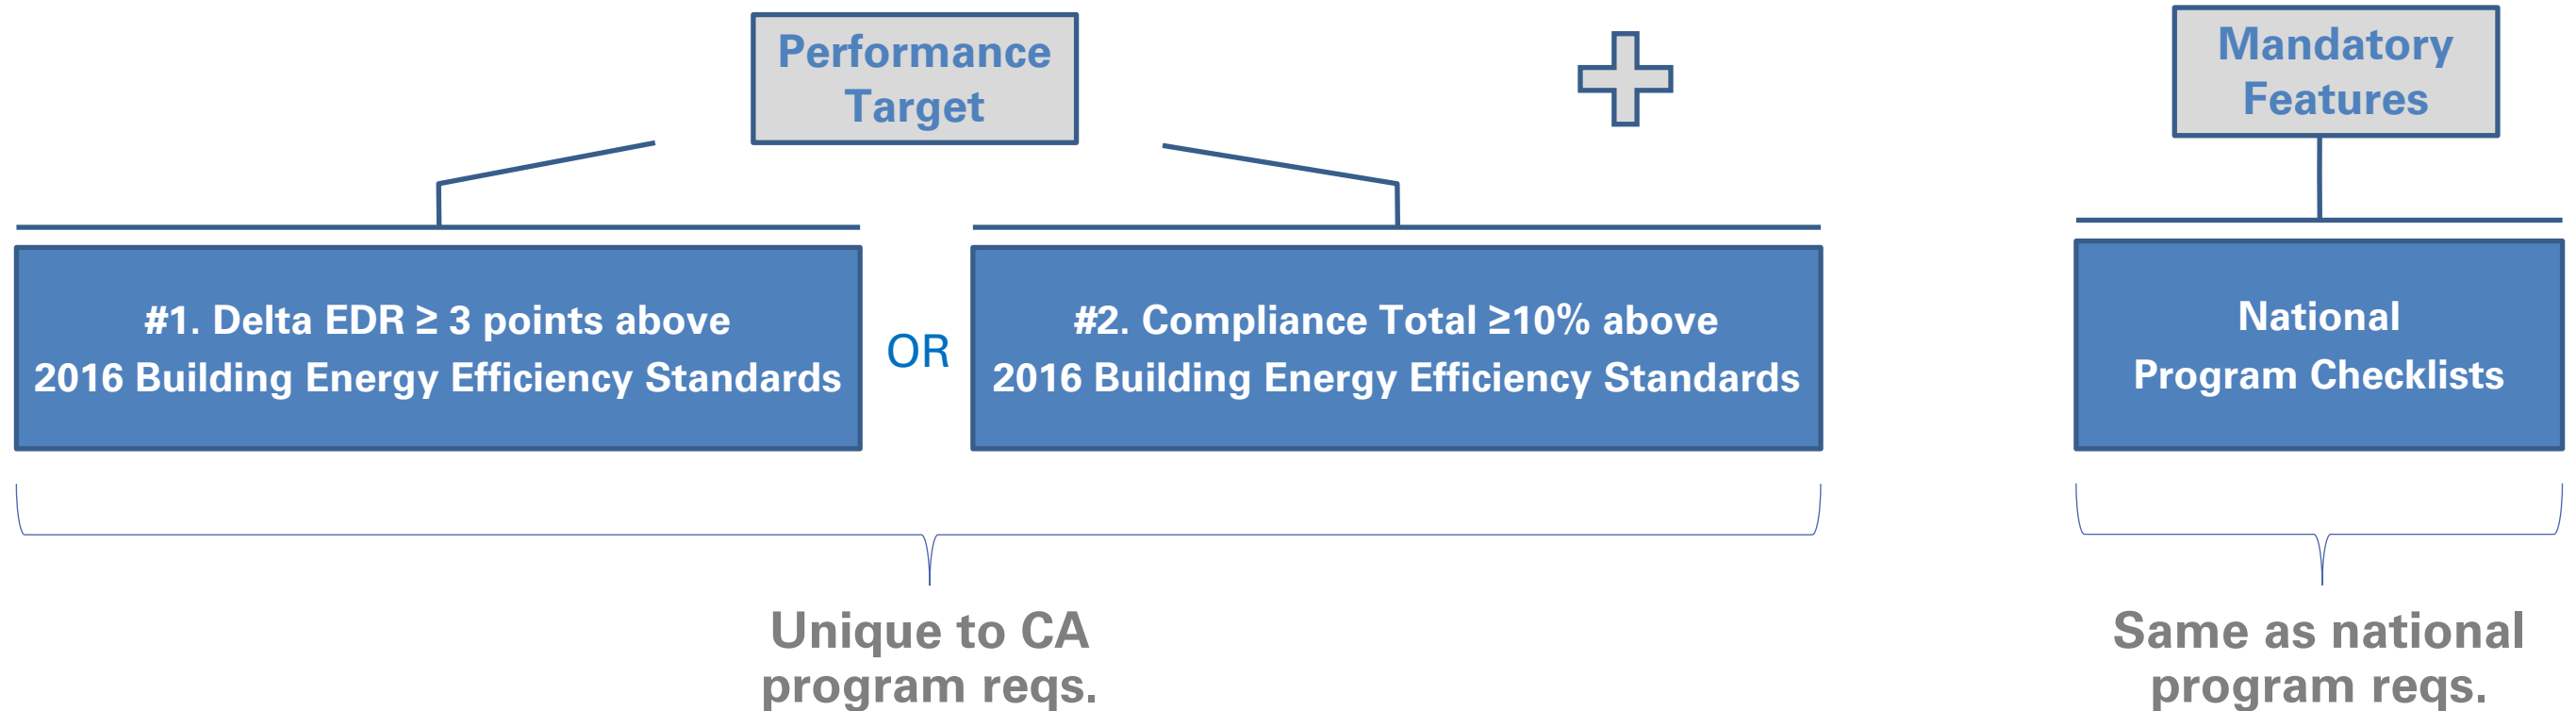 Performance
Target
Mandatory
Features
#1. Delta EDR ≥ 3 points above
2016 Building Energy Efficiency Standards
OR
#2. Compliance Total ≥10% above
2016 Building Energy Efficiency Standards
National
Program Checklists
Unique to CA
program reqs.
Same as national
program reqs.